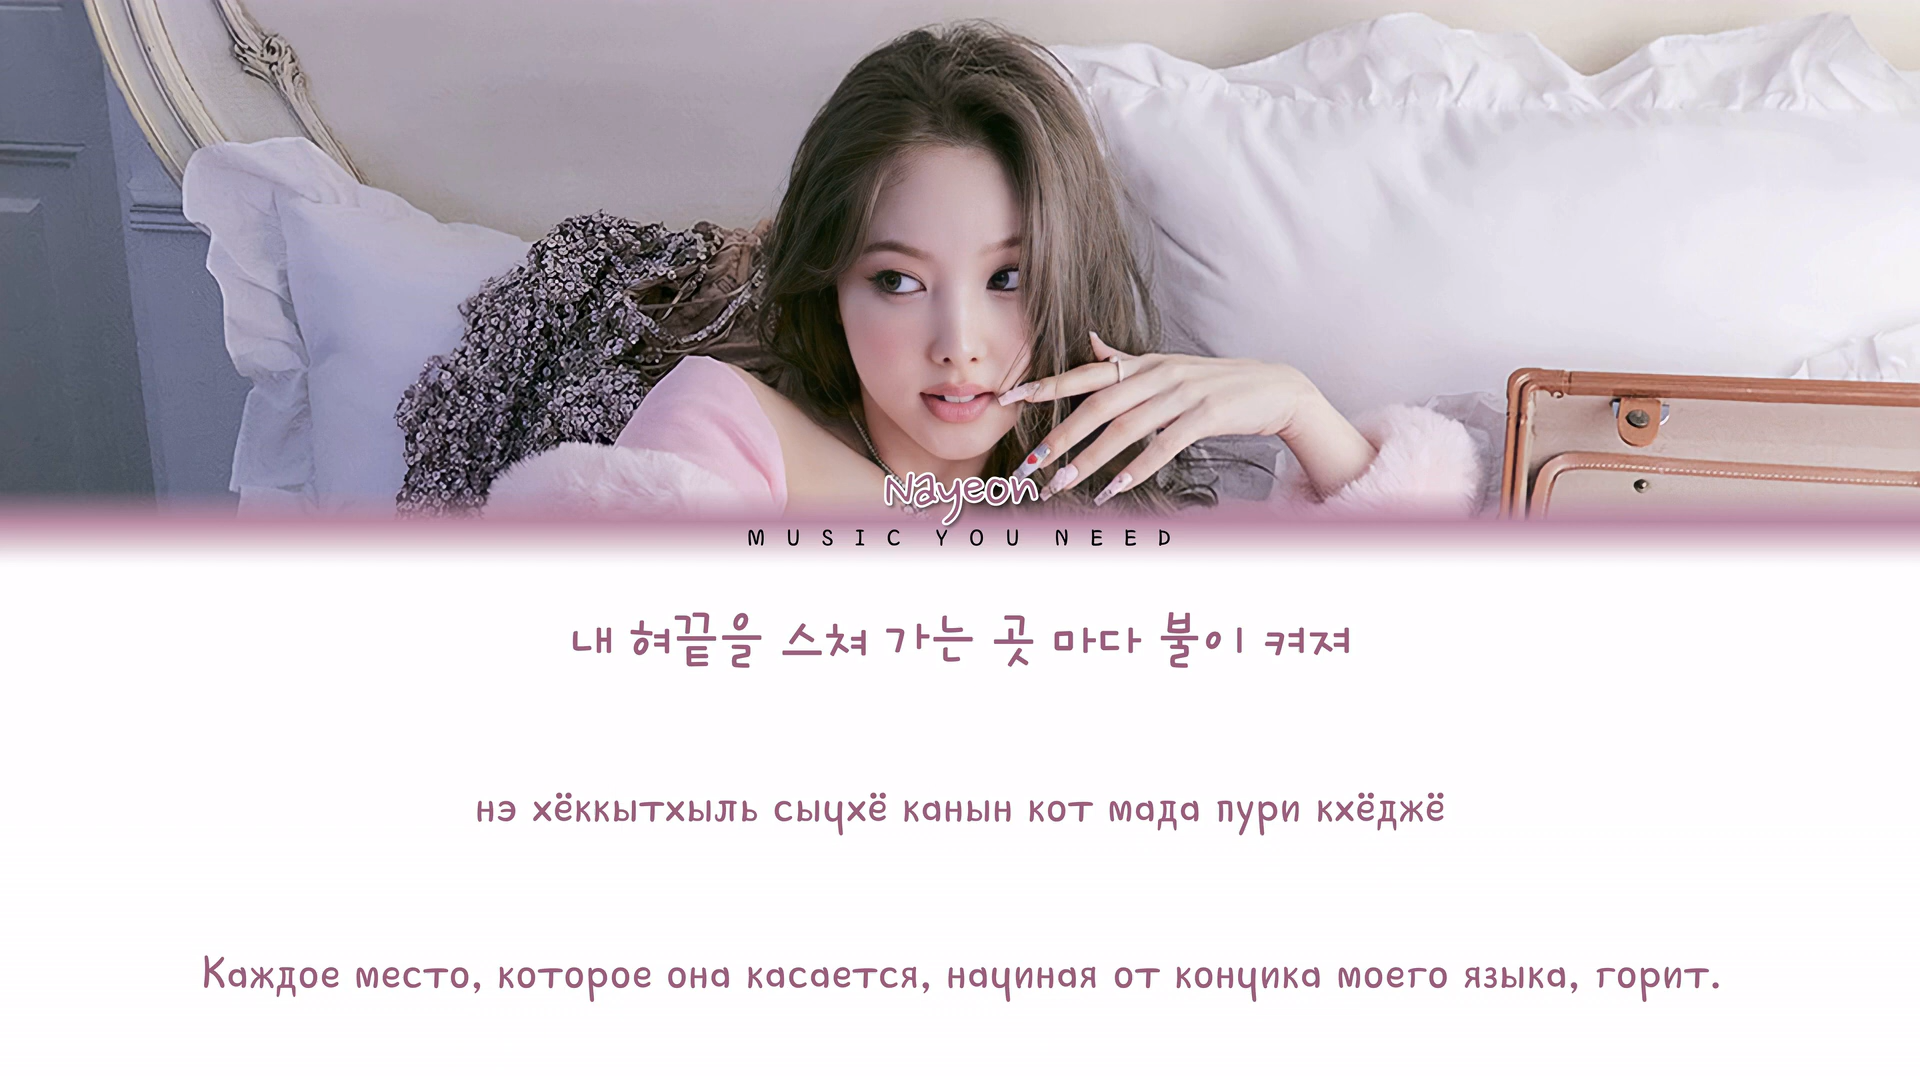 Nayeon
MUSIC YOU NEED
내 혀끝을 스쳐 가는 곳 마다 불이 켜져
нэ хёккытхыль сычхё канын кот мада пури кхёджё
Каждое место, которое она касается, начиная от кончика моего языка, горит.